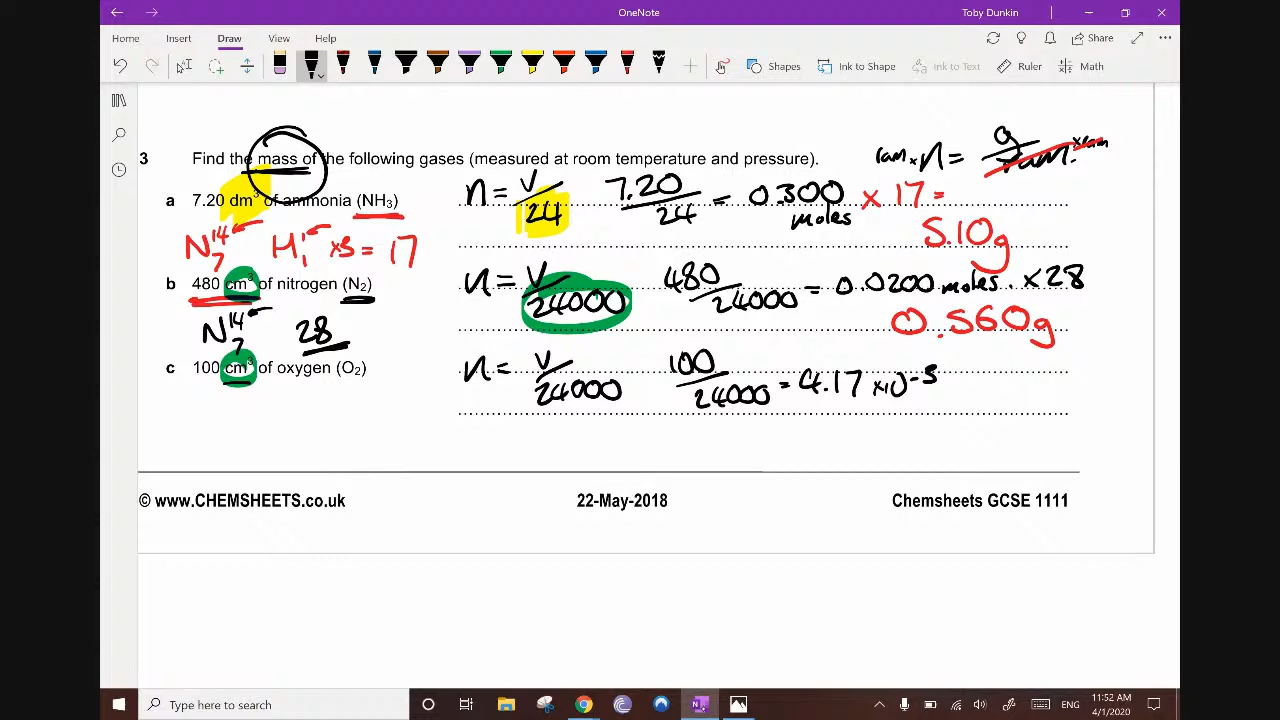 OneNote
Toby Dunkin
Home Insert Draw View Help
Share
Shapes Ink to Shape Ink to Text Ruler Math
3 Find the mass of the following gases (measured at room temperature and pressure).
ram × n = g/ram × ram
a 7.20 dm³ of ammonia (NH₃)
n = v/24 7.20/24 = 0.300 moles × 17 =
5.10g
N 14 7 H 1 1 ×3 = 17
b 480 cm³ of nitrogen (N₂)
n = v/24000 480/24000 = 0.0200 moles. × 28
0.560g
N 14 7 28
c 100 cm³ of oxygen (O₂)
n = v/24000 100/24000 = 4.17 ×10-3
© www.CHEMSHEETS.co.uk 22-May-2018 Chemsheets GCSE 1111
Type here to search
ENG
11:52 AM
4/1/2020